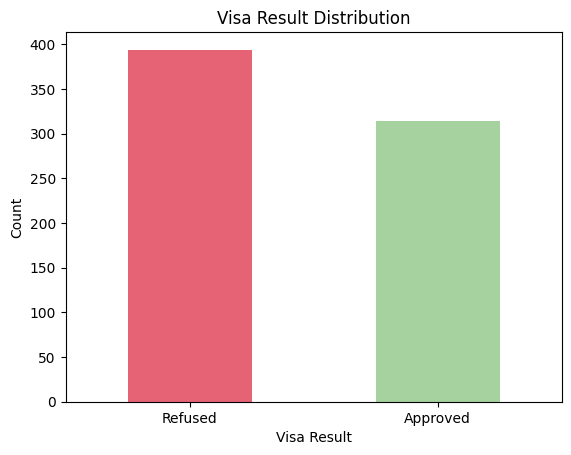 Visa Result Distribution
400
350
300
250
200
150
100
50
0
Count
Refused
Approved
Visa Result